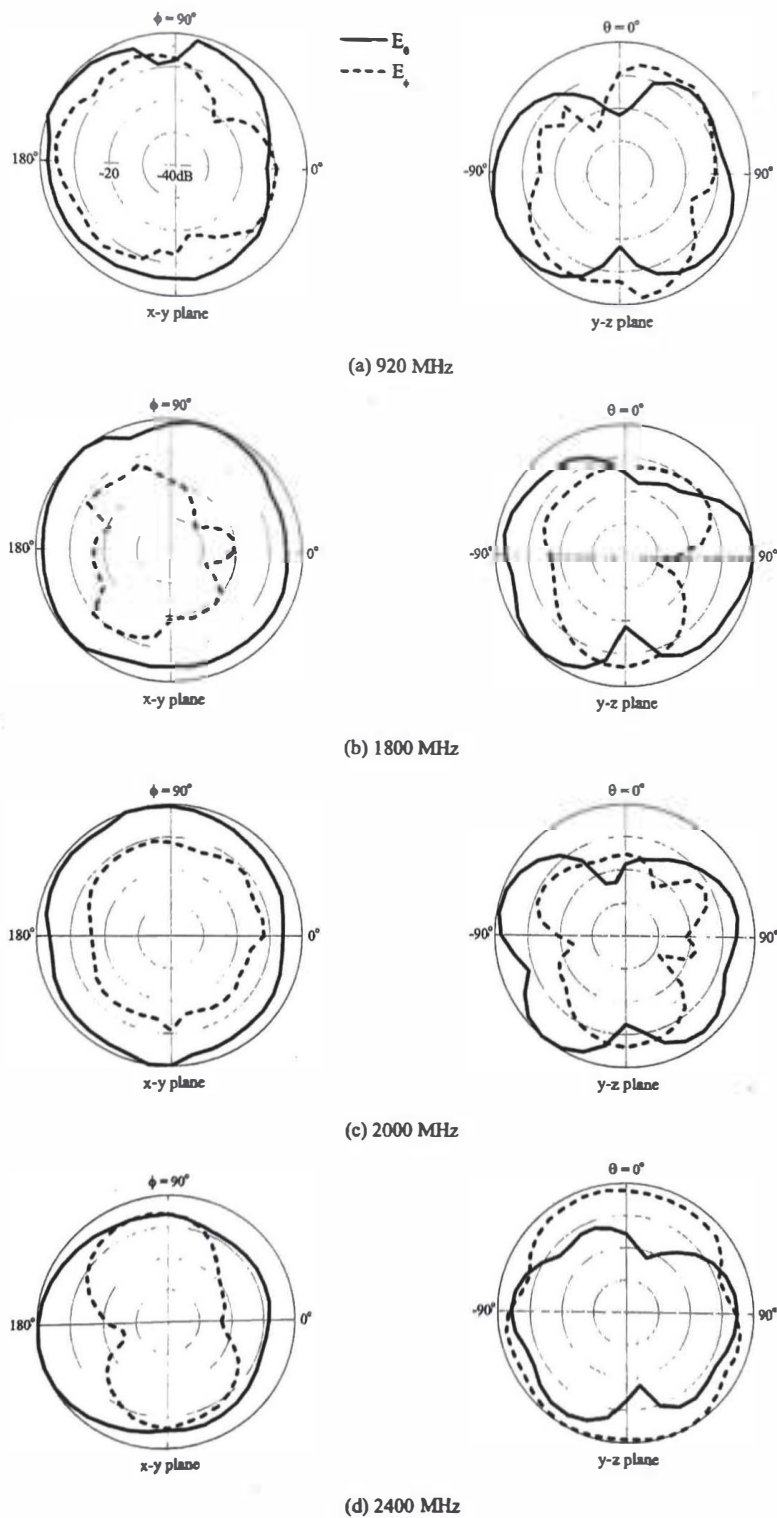 ϕ = 90°
E_θ
E_ϕ
180°
-20
-40dB
0°
x-y plane
θ = 0°
-90°
90°
y-z plane
(a) 920 MHz
ϕ = 90°
180°
0°
x-y plane
θ = 0°
-90°
90°
y-z plane
(b) 1800 MHz
ϕ = 90°
180°
0°
x-y plane
θ = 0°
-90°
90°
y-z plane
(c) 2000 MHz
ϕ = 90°
180°
0°
x-y plane
θ = 0°
-90°
90°
y-z plane
(d) 2400 MHz